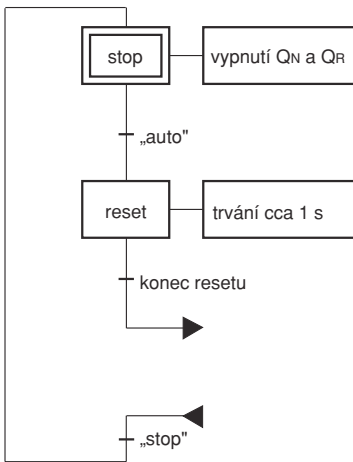 stop
vypnutí QN a QR
„auto"
reset
trvání cca 1 s
konec resetu
„stop"